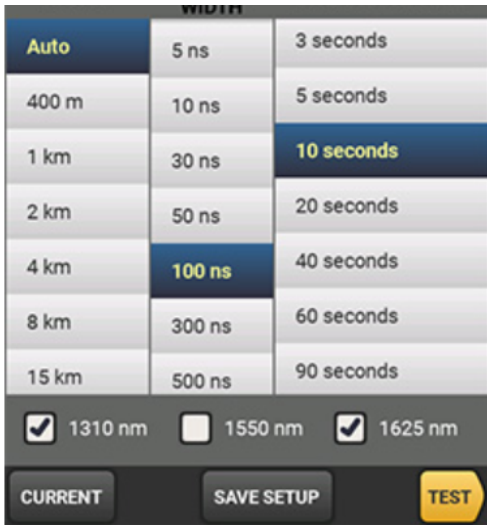 WIDTH
Auto
400 m
1 km
2 km
4 km
8 km
15 km
5 ns
10 ns
30 ns
50 ns
100 ns
300 ns
500 ns
3 seconds
5 seconds
10 seconds
20 seconds
40 seconds
60 seconds
90 seconds
1310 nm
1550 nm
1625 nm
CURRENT
SAVE SETUP
TEST